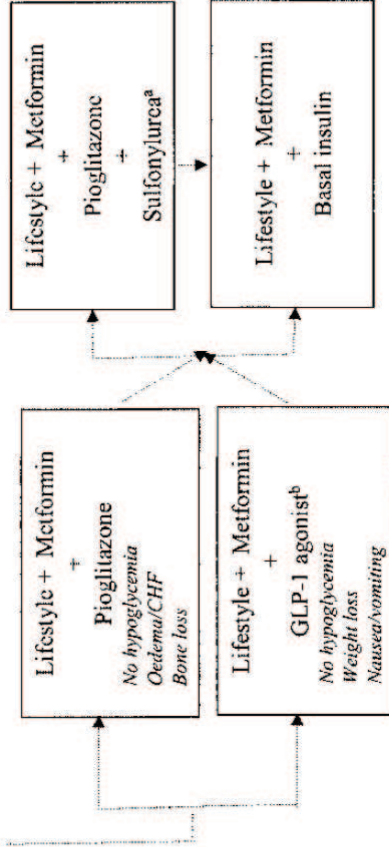 Lifestyle + Metformin
+
Pioglitazone
No hypoglycemia
Oedema/CHF
Bone loss
Lifestyle + Metformin
+
GLP-1 agonistᵇ
No hypoglycemia
Weight loss
Nausea/vomiting
Lifestyle + Metformin
+
Pioglitazone
+
Sulfonylureaᵃ
Lifestyle + Metformin
+
Basal insulin